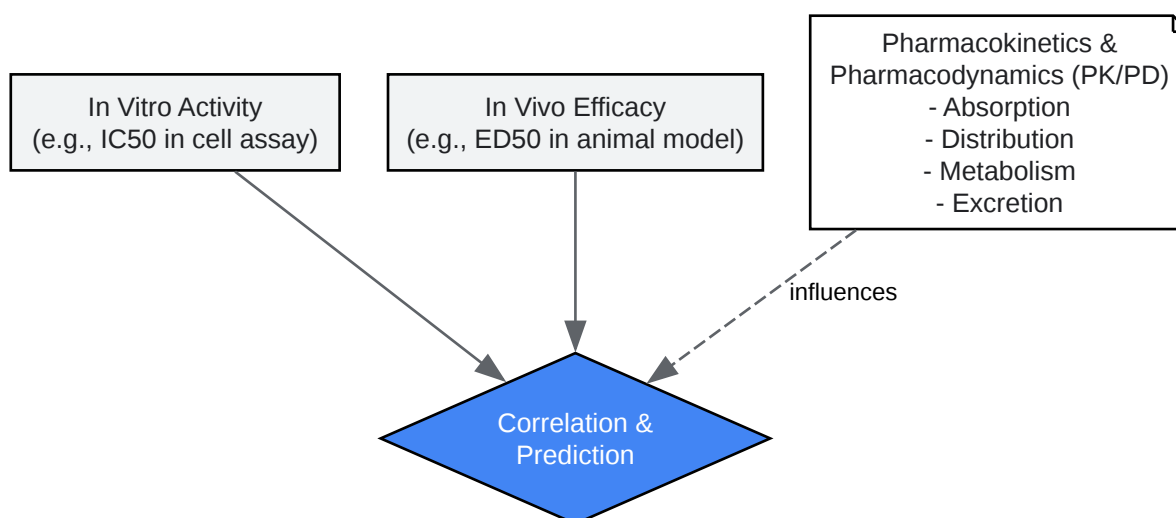 In Vitro Activity
(e.g., IC50 in cell assay)
In Vivo Efficacy
(e.g., ED50 in animal model)
Pharmacokinetics &
Pharmacodynamics (PK/PD)
- Absorption
- Distribution
- Metabolism
- Excretion
influences
Correlation &
Prediction